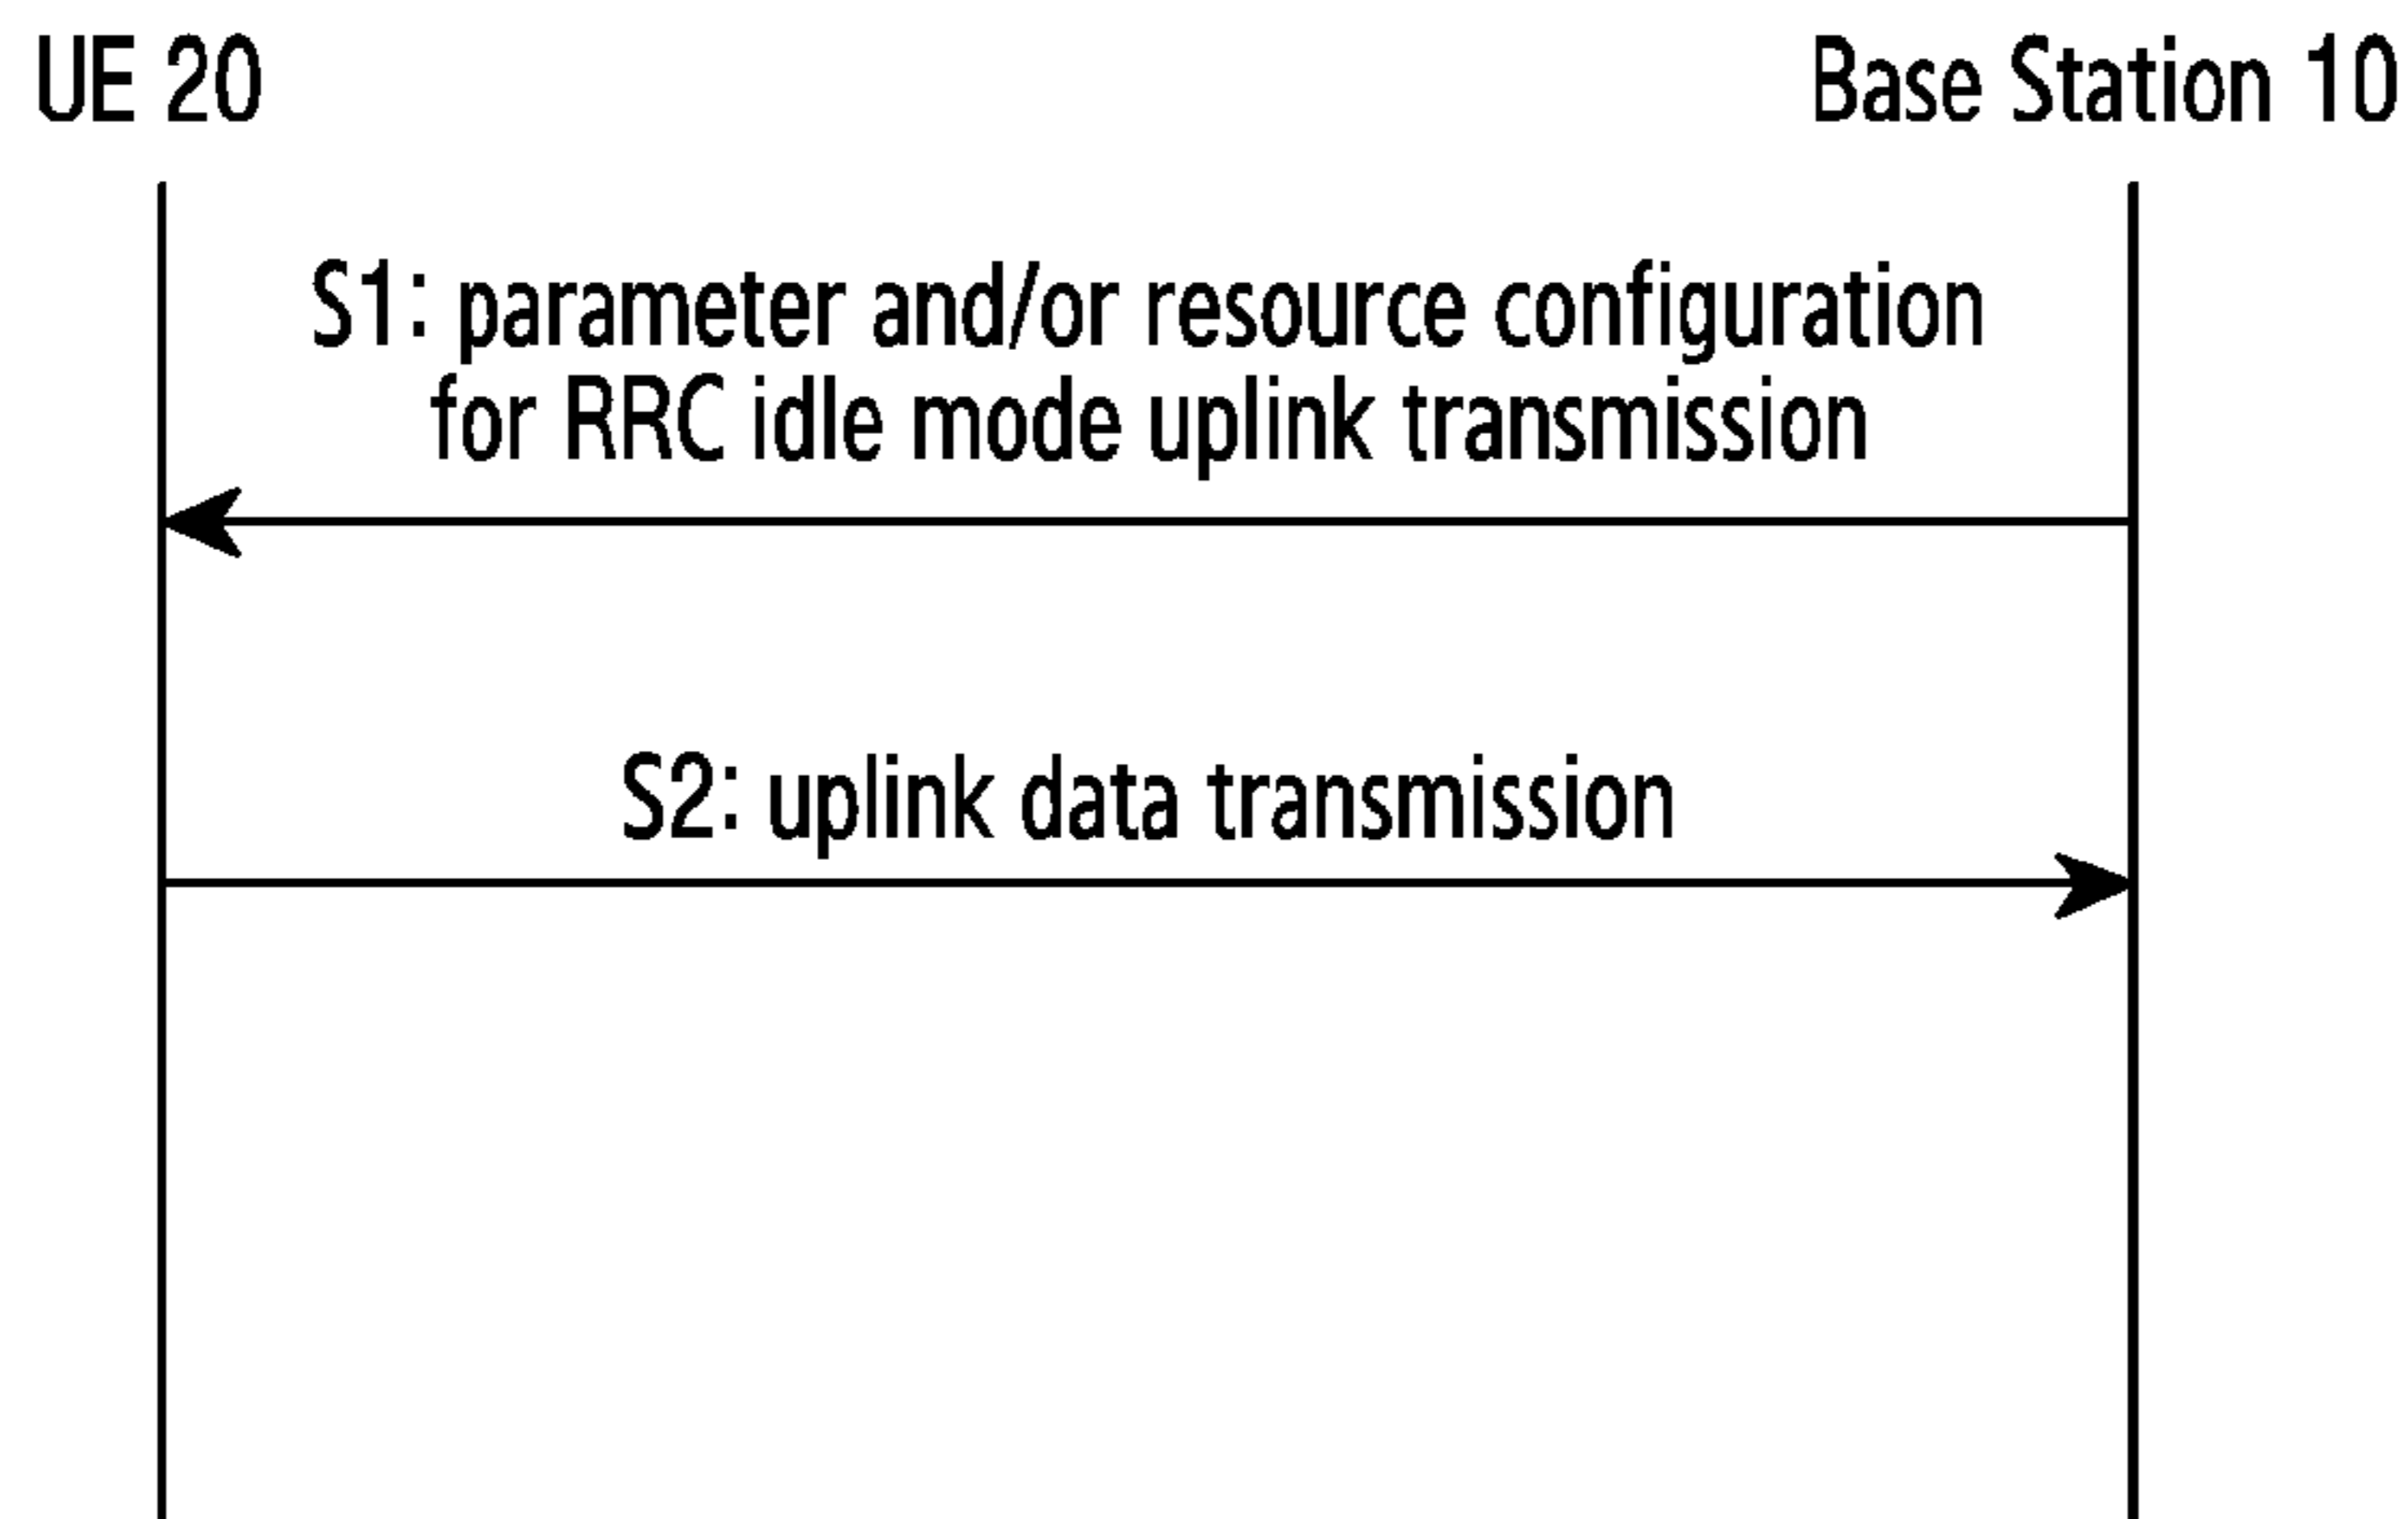 UE 20
Base Station 10
S1: parameter and/or resource configuration
for RRC idle mode uplink transmission
S2: uplink data transmission